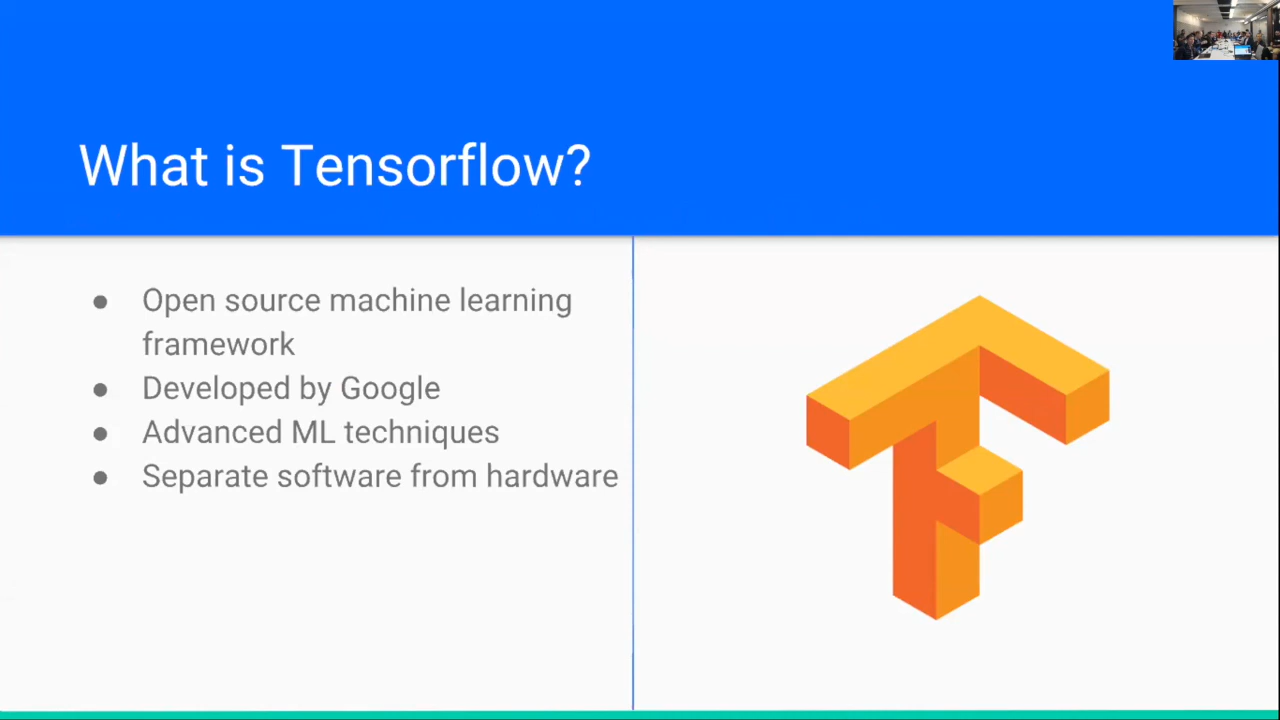 What is Tensorflow?
● Open source machine learning
framework
● Developed by Google
● Advanced ML techniques
● Separate software from hardware